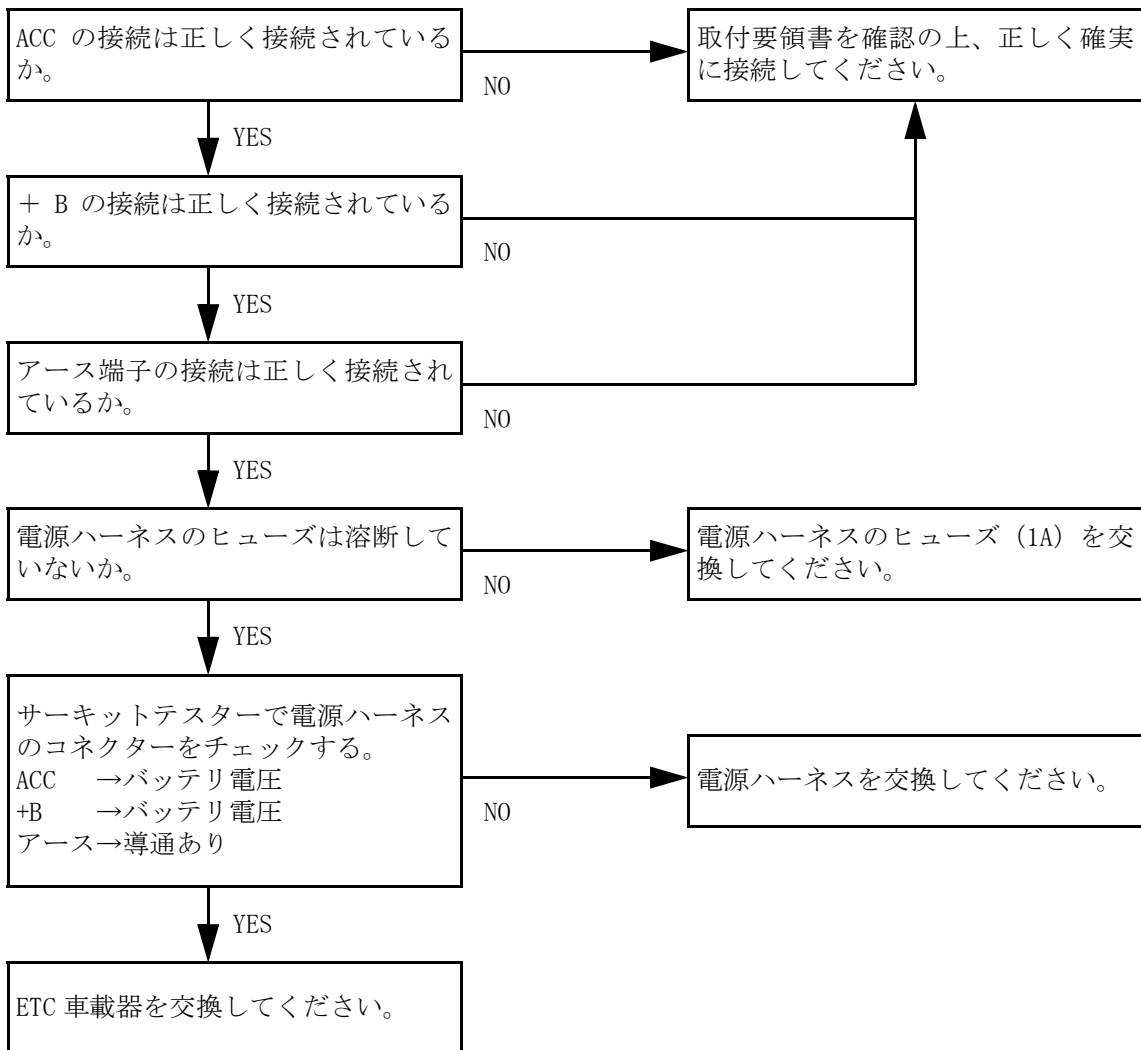 ACC の接続は正しく接続されている
か。
NO
取付要領書を確認の上、正しく確実
に接続してください。
YES
+ B の接続は正しく接続されている
か。
NO
YES
アース端子の接続は正しく接続され
ているか。
NO
YES
電源ハーネスのヒューズは溶断して
いないか。
NO
電源ハーネスのヒューズ (1A) を交
換してください。
YES
サーキットテスターで電源ハーネス
のコネクターをチェックする。
ACC →バッテリ電圧
+B →バッテリ電圧
アース→導通あり
NO
電源ハーネスを交換してください。
YES
ETC 車載器を交換してください。